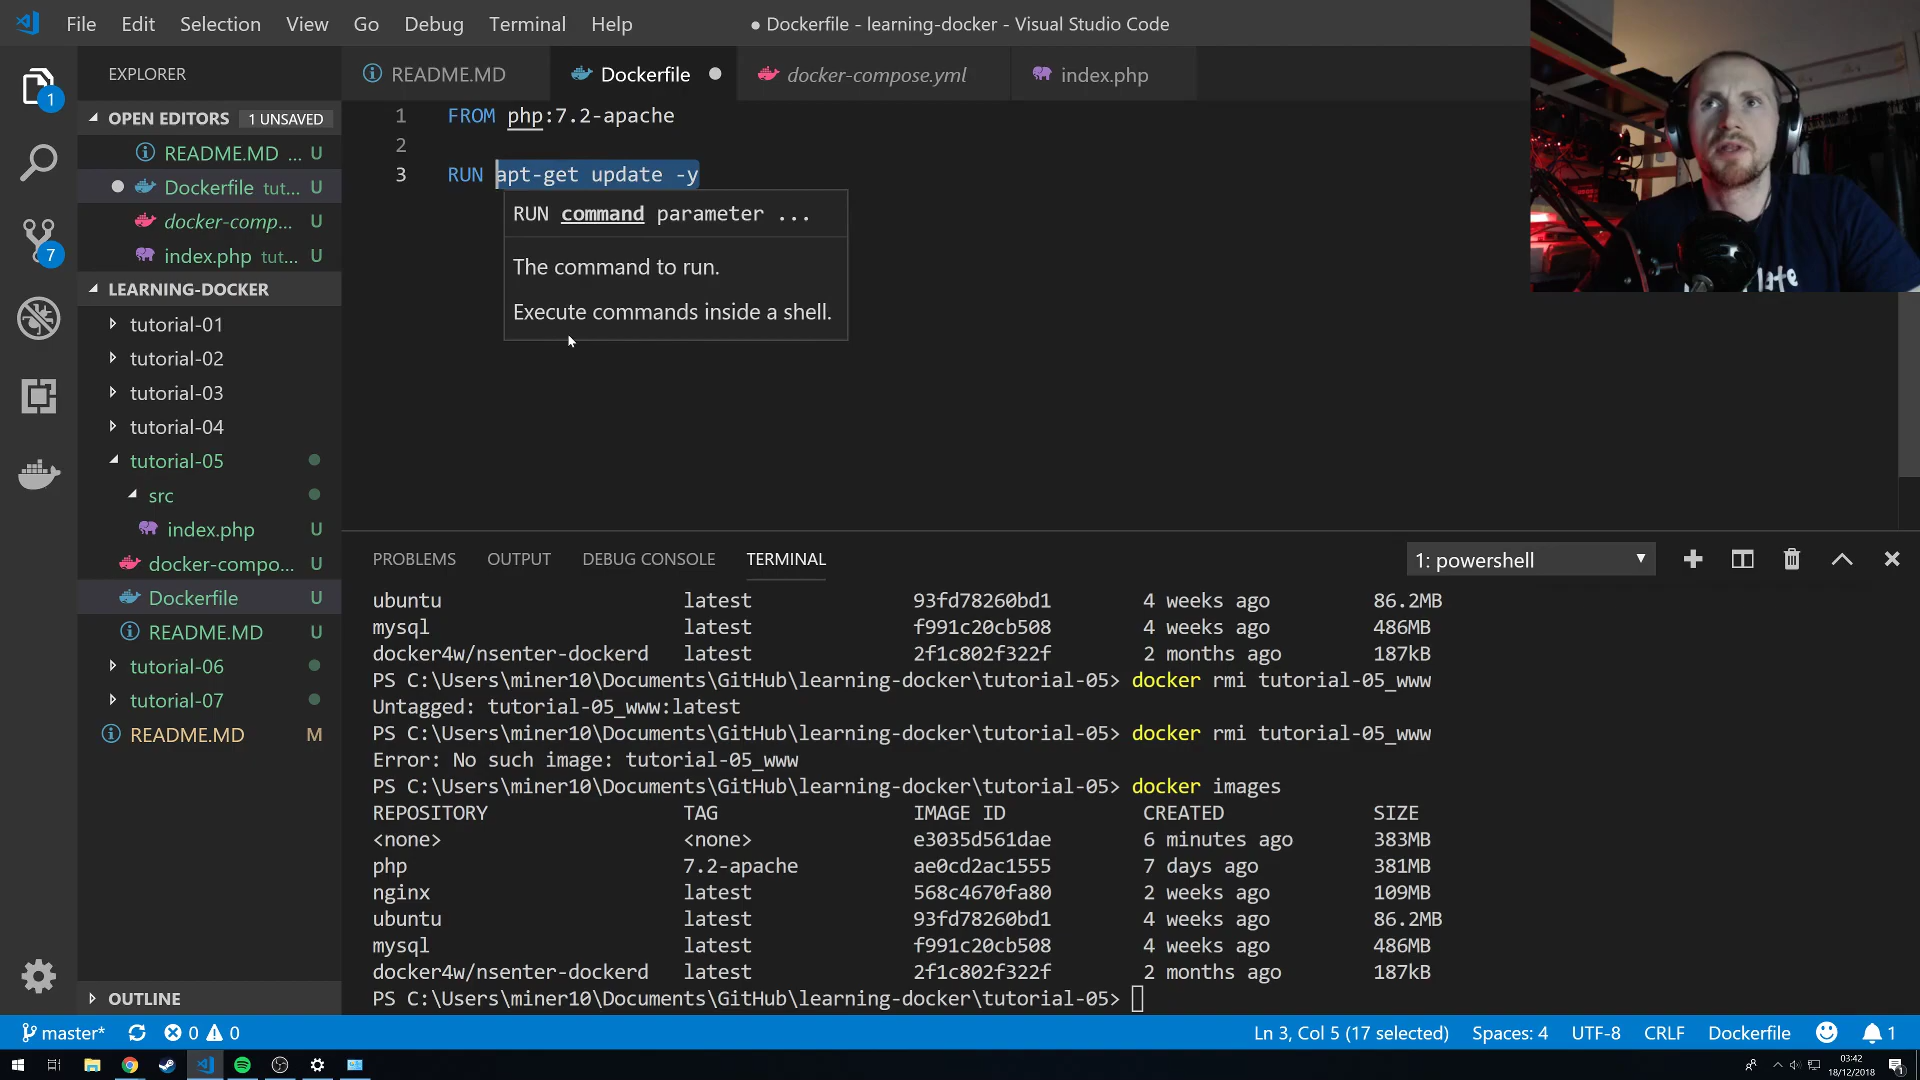 File Edit Selection View Go Debug Terminal Help
● Dockerfile - learning-docker - Visual Studio Code
EXPLORER
README.MD
Dockerfile
docker-compose.yml
index.php
OPEN EDITORS 1 UNSAVED
README.MD ... U
Dockerfile tut... U
docker-comp... U
index.php tut... U
LEARNING-DOCKER
tutorial-01
tutorial-02
tutorial-03
tutorial-04
tutorial-05
src
index.php U
docker-compo... U
Dockerfile U
README.MD U
tutorial-06
tutorial-07
README.MD M
OUTLINE
1
7
1 FROM php:7.2-apache
2
3 RUN apt-get update -y
RUN command parameter ...
The command to run.
Execute commands inside a shell.
PROBLEMS OUTPUT DEBUG CONSOLE TERMINAL
1: powershell
ubuntu latest 93fd78260bd1 4 weeks ago 86.2MB
mysql latest f991c20cb508 4 weeks ago 486MB
docker4w/nsenter-dockerd latest 2f1c802f322f 2 months ago 187kB
PS C:\Users\miner10\Documents\GitHub\learning-docker\tutorial-05> docker rmi tutorial-05_www
Untagged: tutorial-05_www:latest
PS C:\Users\miner10\Documents\GitHub\learning-docker\tutorial-05> docker rmi tutorial-05_www
Error: No such image: tutorial-05_www
PS C:\Users\miner10\Documents\GitHub\learning-docker\tutorial-05> docker images
REPOSITORY TAG IMAGE ID CREATED SIZE
<none> <none> e3035d561dae 6 minutes ago 383MB
php 7.2-apache ae0cd2ac1555 7 days ago 381MB
nginx latest 568c4670fa80 2 weeks ago 109MB
ubuntu latest 93fd78260bd1 4 weeks ago 86.2MB
mysql latest f991c20cb508 4 weeks ago 486MB
docker4w/nsenter-dockerd latest 2f1c802f322f 2 months ago 187kB
PS C:\Users\miner10\Documents\GitHub\learning-docker\tutorial-05>
master* 0 0
Ln 3, Col 5 (17 selected) Spaces: 4 UTF-8 CRLF Dockerfile 1
03:42
18/12/2018